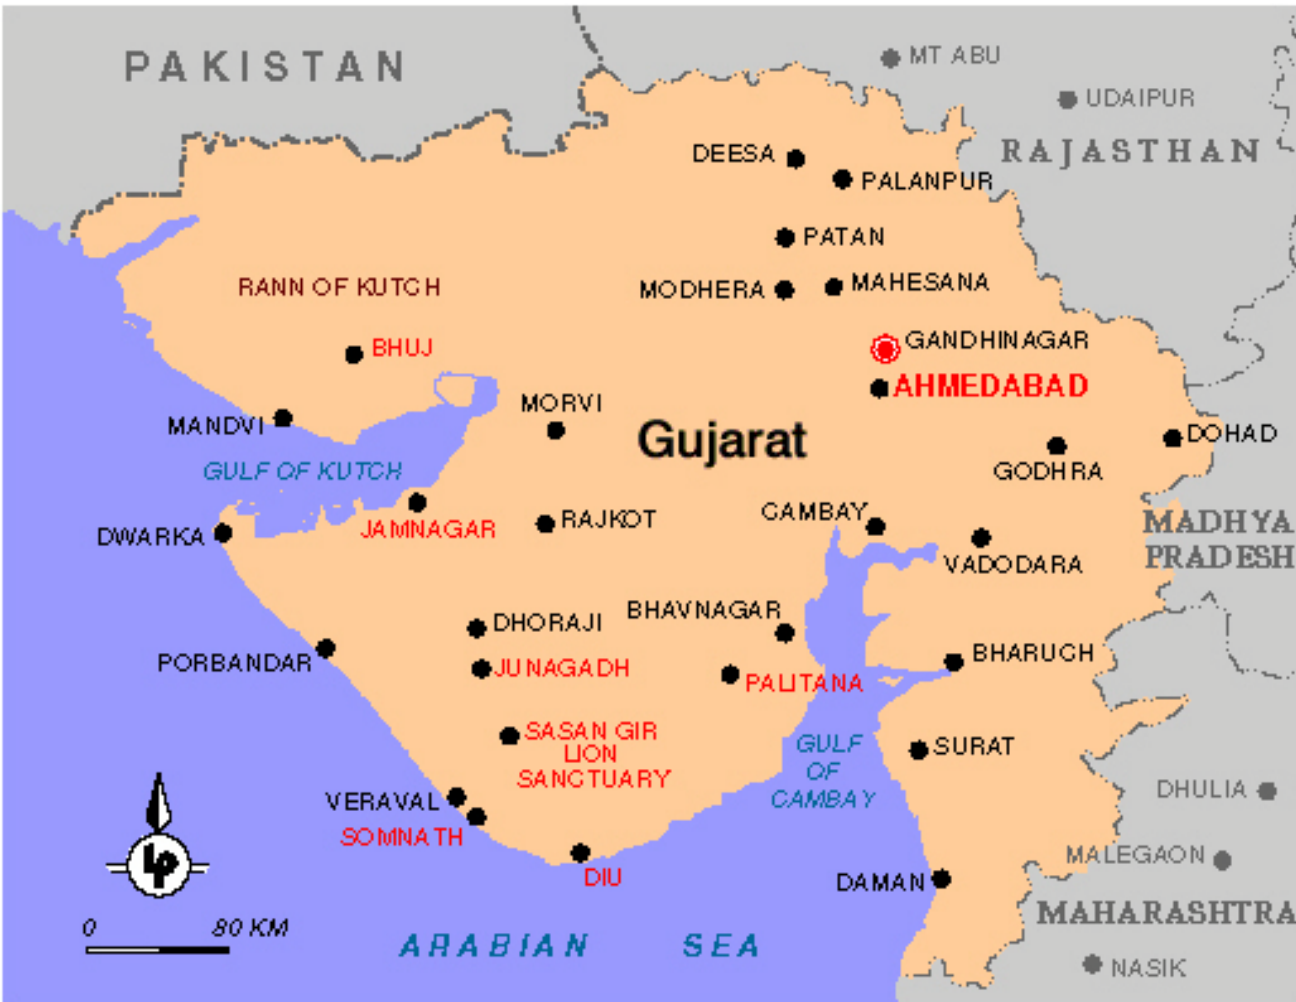 PAKISTAN
MT ABU
UDAIPUR
RAJASTHAN
DEESA
PALANPUR
PATAN
RANN OF KUTCH
MODHERA
MAHESANA
GANDHINAGAR
BHUJ
AHMEDABAD
MORVI
MANDVI
Gujarat
DOHAD
GULF OF KUTCH
GODHRA
JAMNAGAR
RAJKOT
CAMBAY
MADHYA
PRADESH
DWARKA
VADODARA
DHORAJI
BHAVNAGAR
PORBANDAR
JUNAGADH
PALITANA
BHARUCH
SASAN GIR
LION
SANCTUARY
GULF
OF
CAMBAY
SURAT
DHULIA
VERAVAL
SOMNATH
MALEGAON
LP
DIU
DAMAN
MAHARASHTRA
0 80 KM
ARABIAN SEA
NASIK